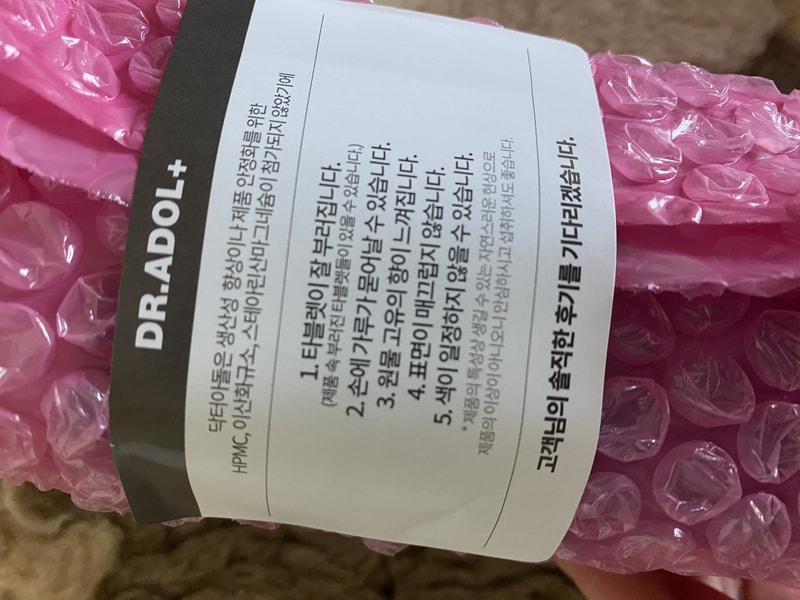 DR.ADOL+
닥터아돌은 생산성 향상이나 제품 안정화를 위한
HPMC, 이산화규소, 스테아린산마그네슘이 첨가되지 않았기에
1. 타블렛이 잘 부러집니다.
(제품 속 부러진 타블렛들이 있을 수 있습니다.)
2. 손에 가루가 묻어날 수 있습니다.
3. 원물 고유의 향이 느껴집니다.
4. 표면이 매끄럽지 않습니다.
5. 색이 일정하지 않을 수 있습니다.
* 제품의 특성상 생길 수 있는 자연스러운 현상으로
제품의 이상이 아니오니 안심하시고 섭취하셔도 좋습니다.
고객님의 솔직한 후기를 기다리겠습니다.